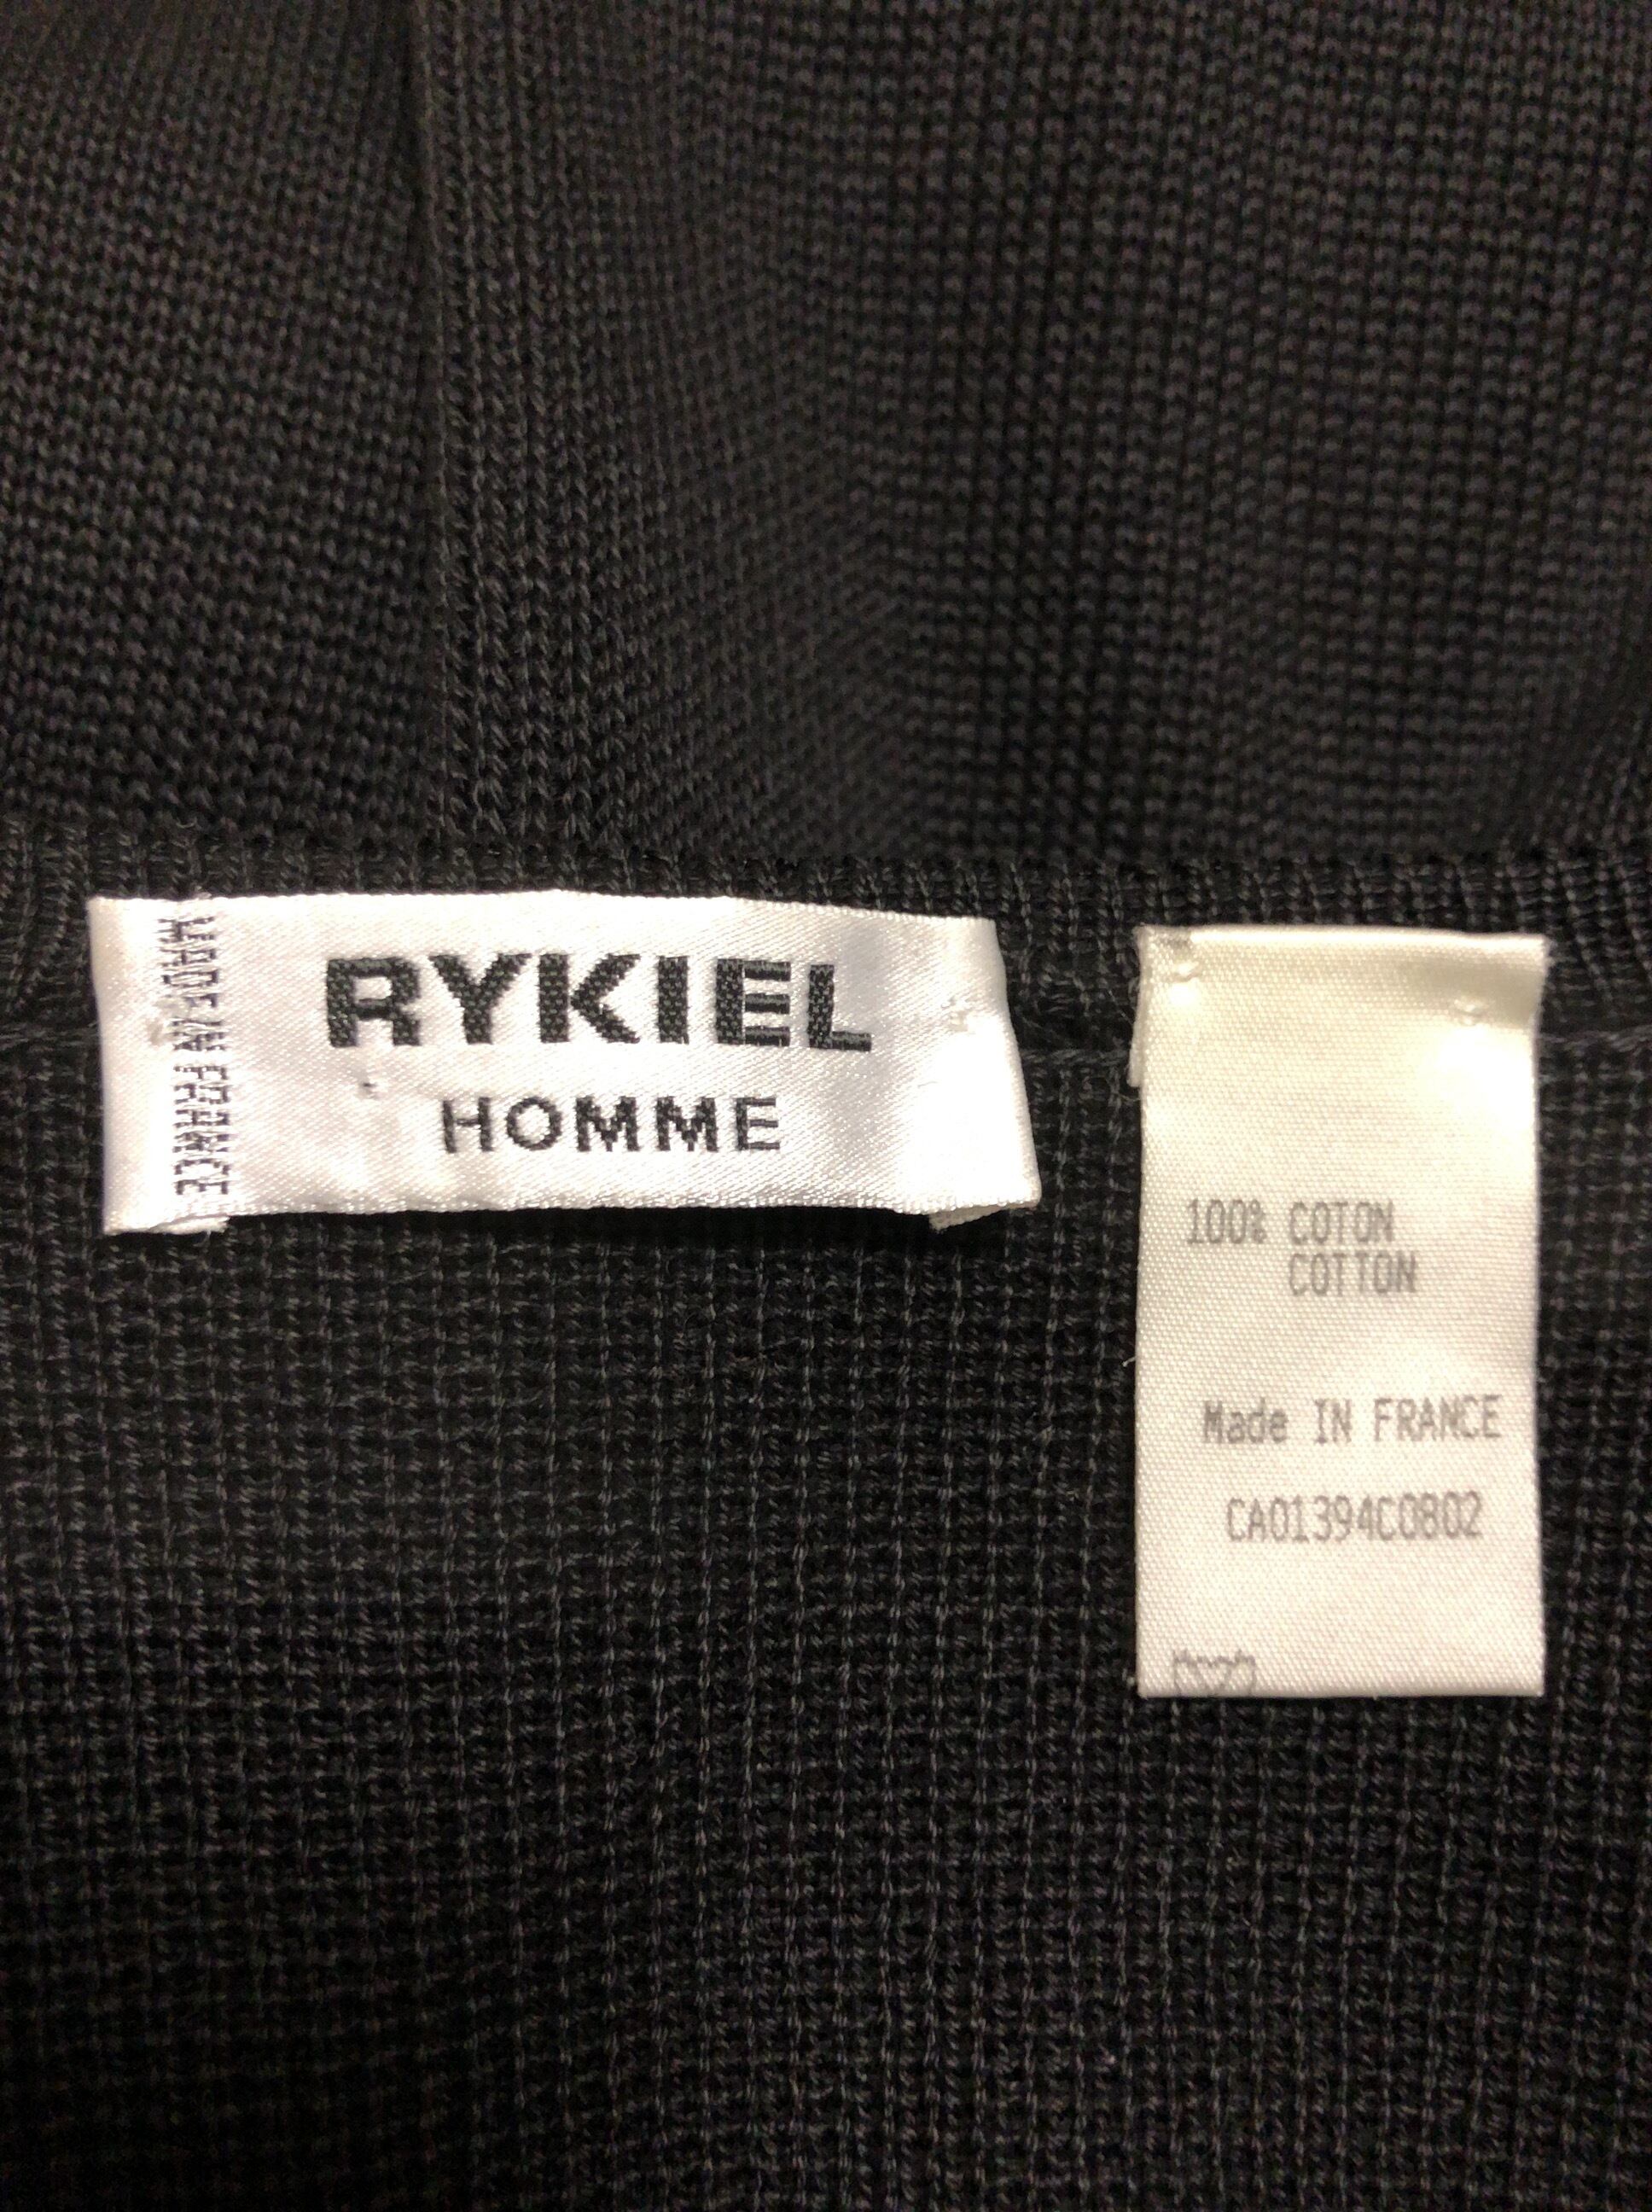 RYKIEL
HOMME
MADE IN FRANCE
100% COTON
COTTON
Made IN FRANCE
CA01394C0802